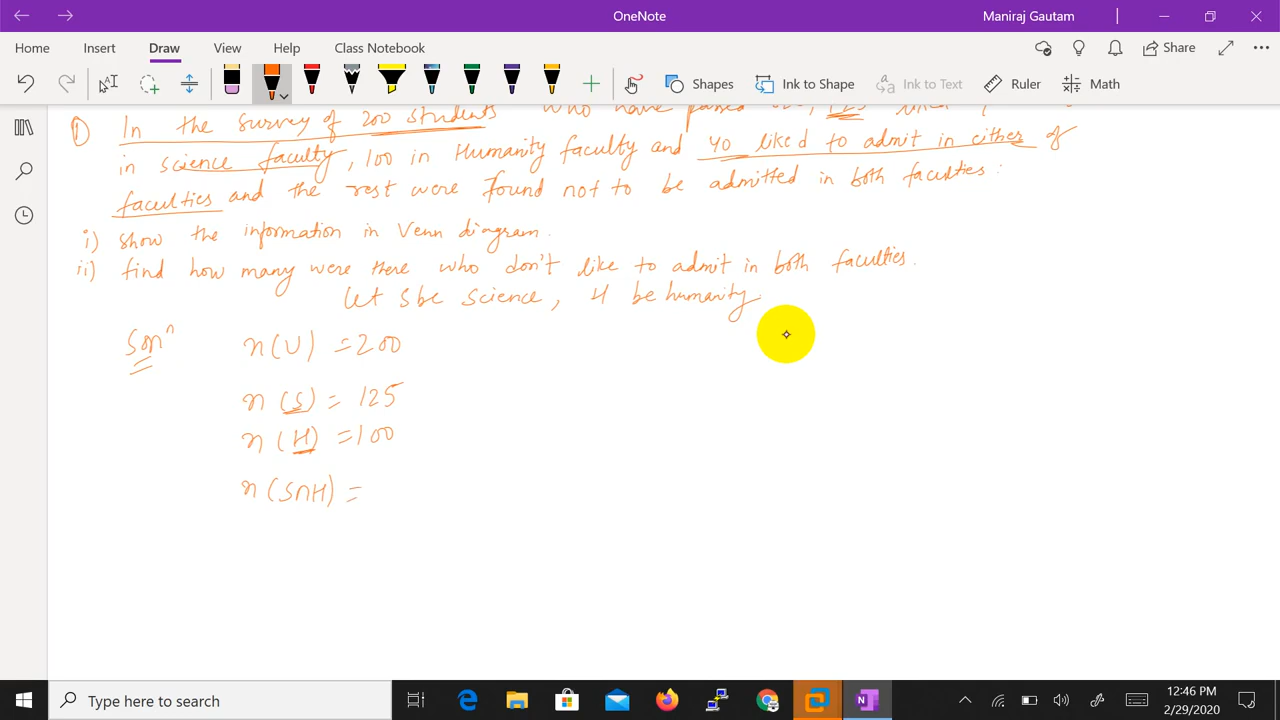 OneNote
Maniraj Gautam
Home Insert Draw View Help Class Notebook
Share
Shapes Ink to Shape Ink to Text Ruler Math
① In the survey of 200 students who have passed 125 liked
in science faculty, 100 in Humanity faculty and 40 liked to admit in either of
faculties and the rest were found not to be admitted in both faculties.
i) show the information in Venn diagram.
ii) find how many were there who don't like to admit in both faculties.
let S be science, H be humanity.
Solⁿ n(U) = 200
n(S) = 125
n(H) = 100
n(S∩H) =
Type here to search
12:46 PM
2/29/2020